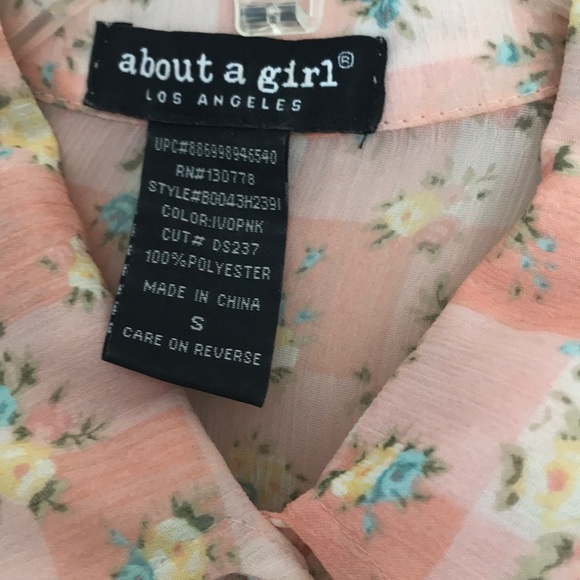 about a girl®
LOS ANGELES
UPC#886998946540
RN#130778
STYLE#B0043H2391
COLOR:IVOPNK
CUT# DS237
100%POLYESTER
MADE IN CHINA
S
CARE ON REVERSE